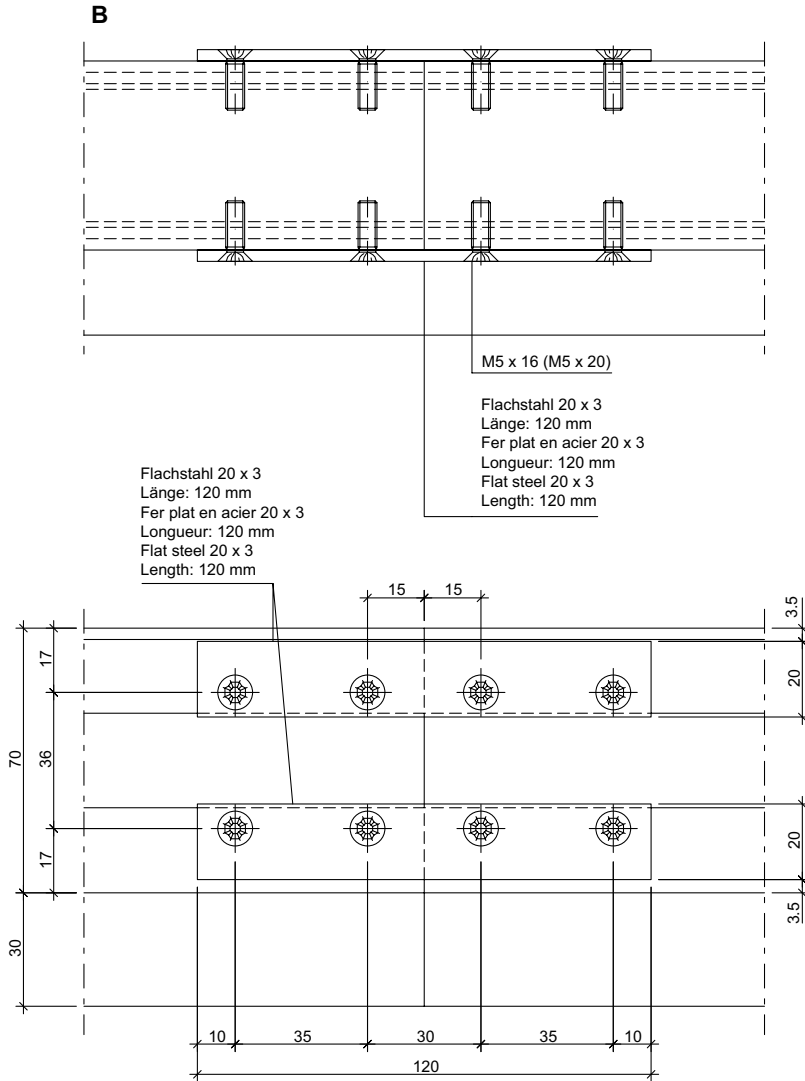 B
M5 x 16 (M5 x 20)
Flachstahl 20 x 3
Länge: 120 mm
Fer plat en acier 20 x 3
Longueur: 120 mm
Flat steel 20 x 3
Length: 120 mm
Flachstahl 20 x 3
Länge: 120 mm
Fer plat en acier 20 x 3
Longueur: 120 mm
Flat steel 20 x 3
Length: 120 mm
15 15
3.5
17
20
70
36
17
20
3.5
30
10 35 30 35 10
120